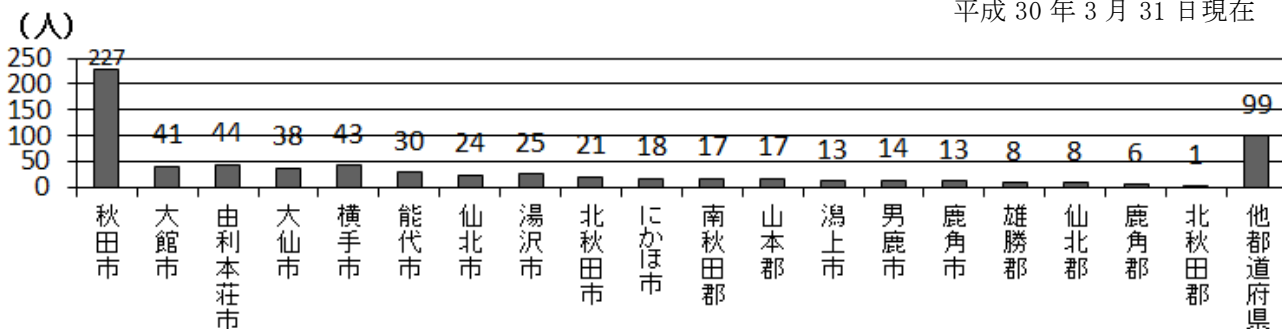 平成 30 年 3 月 31 日現在
(人)
250
200
150
100
50
0
227
41
44
38
43
30
24
25
21
18
17
17
13
14
13
8
8
6
1
99
秋田市
大館市
由利本荘市
大仙市
横手市
能代市
仙北市
湯沢市
北秋田市
にかほ市
南秋田郡
山本郡
潟上市
男鹿市
鹿角市
雄勝郡
仙北郡
鹿角郡
北秋田郡
他都道府県